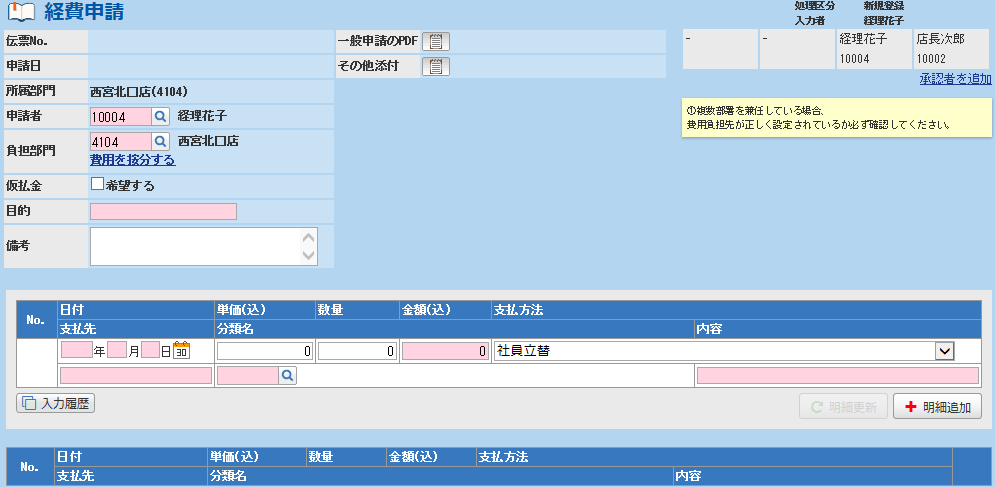 経費申請
処理区分 新規登録
入力者 経理花子
伝票No.
一般申請のPDF
- - 経理花子 店長次郎
10004 10002
申請日
その他添付
承認者を追加
所属部門 西宮北口店(4104)
申請者 10004 経理花子
①複数部署を兼任している場合、
費用負担先が正しく設定されているか必ず確認してください。
負担部門 4104 西宮北口店
費用を按分する
仮払金 希望する
目的
備考
No. 日付 単価(込) 数量 金額(込) 支払方法
支払先 分類名 内容
年 月 日 30 0 0 0 社員立替
入力履歴 明細更新 明細追加
No. 日付 単価(込) 数量 金額(込) 支払方法
支払先 分類名 内容